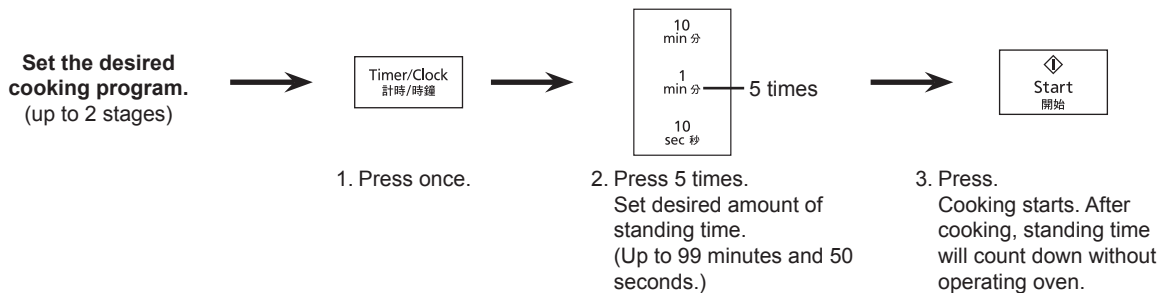 Set the desired
cooking program.
(up to 2 stages)
Timer/Clock
計時/時鐘
10
min 分
1
min 分
5 times
10
sec 秒
Start
開始
1. Press once.
2. Press 5 times.
Set desired amount of
standing time.
(Up to 99 minutes and 50
seconds.)
3. Press.
Cooking starts. After
cooking, standing time
will count down without
operating oven.